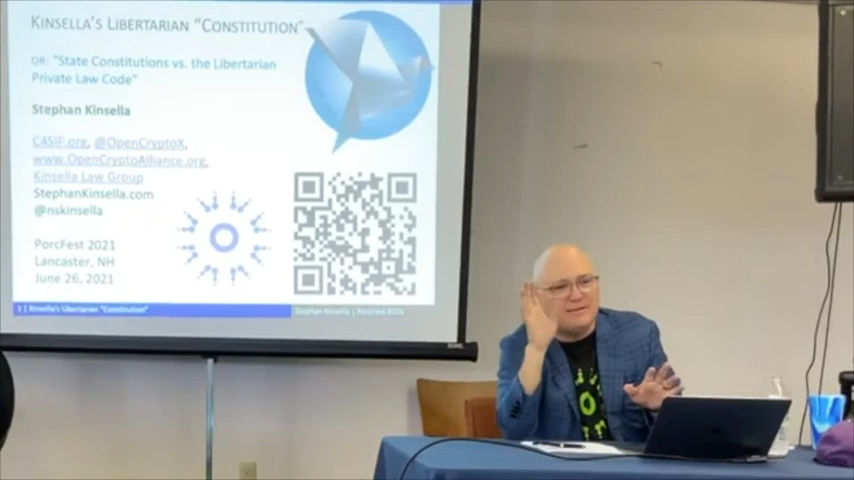 KINSELLA'S LIBERTARIAN "CONSTITUTION"
OR: "State Constitutions vs. the Libertarian
Private Law Code"
Stephan Kinsella
C4SIF.org, @OpenCryptoX,
www.OpenCryptoAlliance.org,
Kinsella Law Group
StephanKinsella.com
@nskinsella
PorcFest 2021
Lancaster, NH
June 26, 2021
1 | Kinsella's Libertarian "Constitution"
Stephan Kinsella | PorcFest 2021